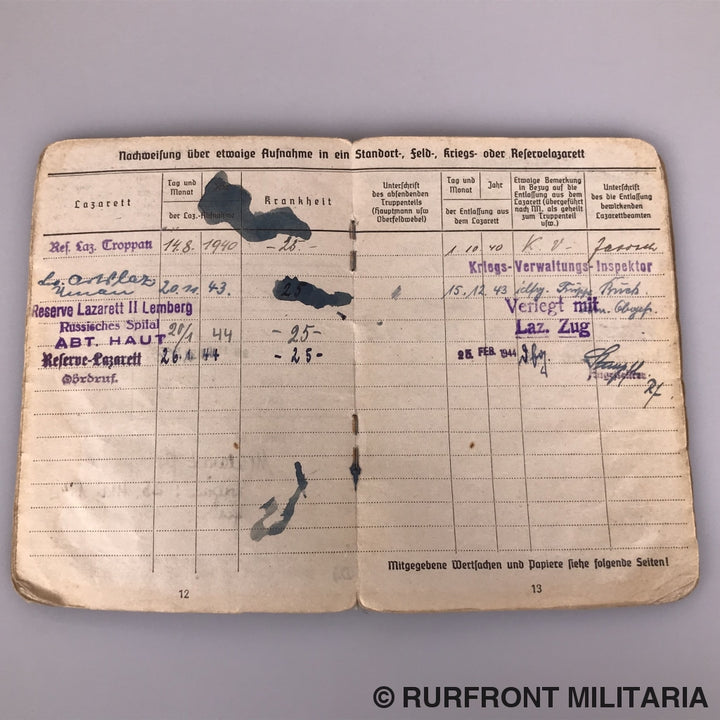 Nachweisung über etwaige Aufnahme in ein Standort-, Feld-, Kriegs- oder Reservelazarett
Lazarett
Tag und Monat
der Laz.-Aufnahme
Krankheit
Unterschrift des absendenden Truppenteils (Hauptmann usw Oberfeldwebel)
Tag und Monat
Jahr
der Entlassung aus dem Lazarett
Etwaige Bemerkung in Bezug auf die Entlassung aus dem Lazarett (übergeführt nach NN. als geheilt zum Truppenteil usw.)
Unterschrift des die Entlassung bewirkenden Lazarettbeamten
Res. Laz. Troppau 14.8. 1940 -25.- 1 10 40 K. V.
Kriegs-Verwaltungs-Inspektor
20.11. 43. 25 15. 12 43
Reserve Lazarett II Lemberg
Verlegt mit
Russisches Spital 20/1 44 -25-
Laz. Zug
ABT. HAUT
Reserve-Lazarett 26.1. 44 -25- 25. FEB. 1944
Ohrdruf.
Mitgegebene Wertsachen und Papiere siehe folgende Seiten!
12
13
© RURFRONT MILITARIA